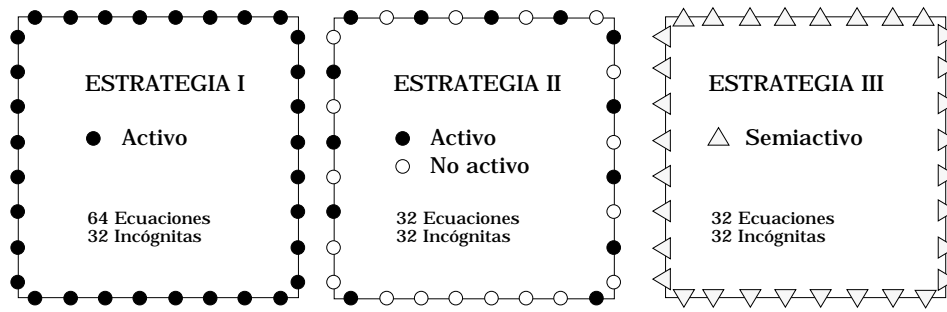 ESTRATEGIA I
Activo
64 Ecuaciones
32 Incógnitas
ESTRATEGIA II
Activo
No activo
32 Ecuaciones
32 Incógnitas
ESTRATEGIA III
Semiactivo
32 Ecuaciones
32 Incógnitas